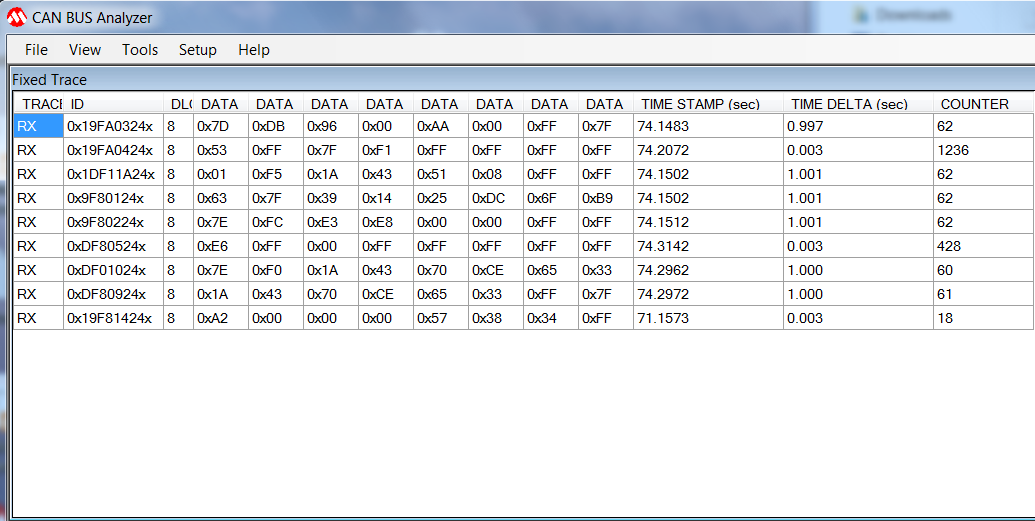 CAN BUS Analyzer
Downloads
File View Tools Setup Help
Fixed Trace
TRACE ID DLC DATA DATA DATA DATA DATA DATA DATA DATA TIME STAMP (sec) TIME DELTA (sec) COUNTER
RX 0x19FA0324x 8 0x7D 0xDB 0x96 0x00 0xAA 0x00 0xFF 0x7F 74.1483 0.997 62
RX 0x19FA0424x 8 0x53 0xFF 0x7F 0xF1 0xFF 0xFF 0xFF 0xFF 74.2072 0.003 1236
RX 0x1DF11A24x 8 0x01 0xF5 0x1A 0x43 0x51 0x08 0xFF 0xFF 74.1502 1.001 62
RX 0x9F80124x 8 0x63 0x7F 0x39 0x14 0x25 0xDC 0x6F 0xB9 74.1502 1.001 62
RX 0x9F80224x 8 0x7E 0xFC 0xE3 0xE8 0x00 0x00 0xFF 0xFF 74.1512 1.001 62
RX 0xDF80524x 8 0xE6 0xFF 0x00 0xFF 0xFF 0xFF 0xFF 0xFF 74.3142 0.003 428
RX 0xDF01024x 8 0x7E 0xF0 0x1A 0x43 0x70 0xCE 0x65 0x33 74.2962 1.000 60
RX 0xDF80924x 8 0x1A 0x43 0x70 0xCE 0x65 0x33 0xFF 0x7F 74.2972 1.000 61
RX 0x19F81424x 8 0xA2 0x00 0x00 0x00 0x57 0x38 0x34 0xFF 71.1573 0.003 18